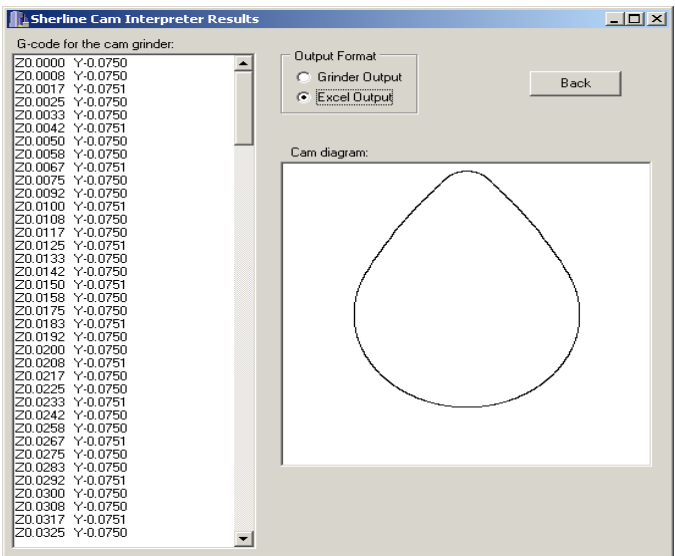 Sherline Cam Interpreter Results
G-code for the cam grinder:
Z0.0000 Y-0.0750
Z0.0008 Y-0.0750
Z0.0017 Y-0.0751
Z0.0025 Y-0.0750
Z0.0033 Y-0.0750
Z0.0042 Y-0.0751
Z0.0050 Y-0.0750
Z0.0058 Y-0.0750
Z0.0067 Y-0.0751
Z0.0075 Y-0.0750
Z0.0092 Y-0.0750
Z0.0100 Y-0.0751
Z0.0108 Y-0.0750
Z0.0117 Y-0.0750
Z0.0125 Y-0.0751
Z0.0133 Y-0.0750
Z0.0142 Y-0.0750
Z0.0150 Y-0.0751
Z0.0158 Y-0.0750
Z0.0175 Y-0.0750
Z0.0183 Y-0.0751
Z0.0192 Y-0.0750
Z0.0200 Y-0.0750
Z0.0208 Y-0.0751
Z0.0217 Y-0.0750
Z0.0225 Y-0.0750
Z0.0233 Y-0.0751
Z0.0242 Y-0.0750
Z0.0258 Y-0.0750
Z0.0267 Y-0.0751
Z0.0275 Y-0.0750
Z0.0283 Y-0.0750
Z0.0292 Y-0.0751
Z0.0300 Y-0.0750
Z0.0308 Y-0.0750
Z0.0317 Y-0.0751
Z0.0325 Y-0.0750
Output Format
Grinder Output
Excel Output
Back
Cam diagram: